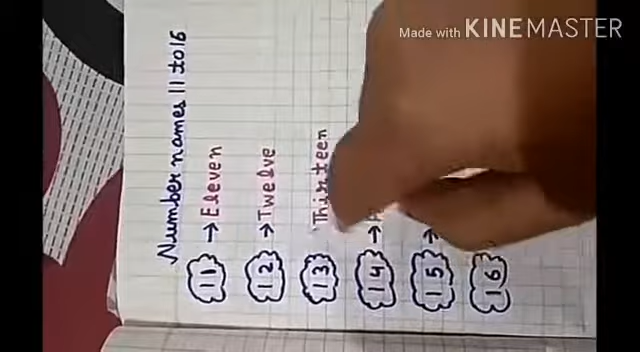 Made with KINEMASTER
Number names 11 to 16
11 → Eleven
12 → Twelve
13 Thirteen
14 →
15 →
16